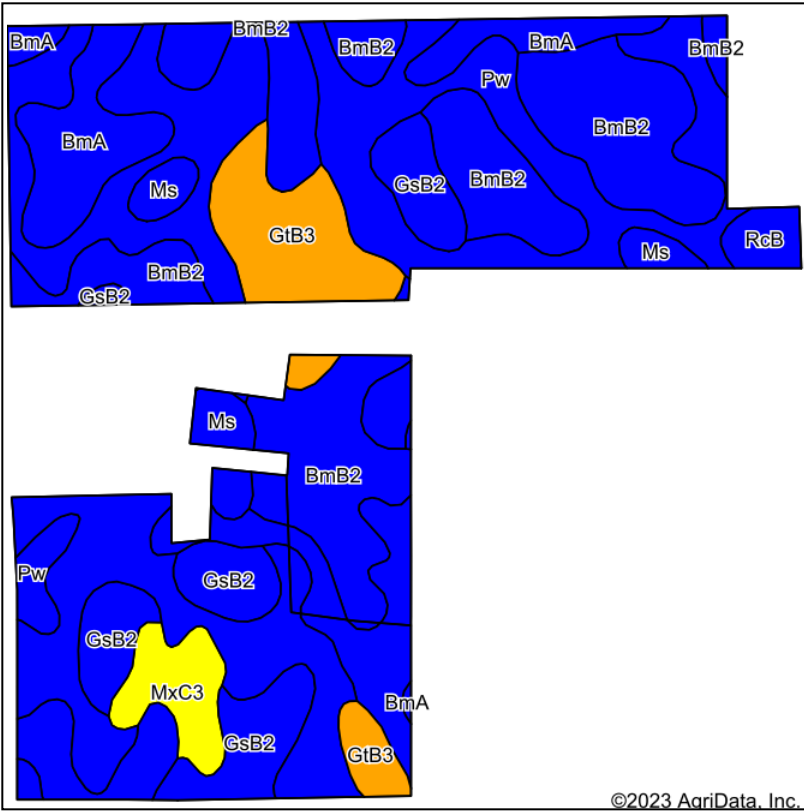 BmB2
BmA
BmB2
BmA
BmB2
Pw
BmB2
BmA
GsB2
BmB2
Ms
GtB3
RcB
Ms
BmB2
GsB2
Ms
BmB2
Pw
GsB2
GsB2
MxC3
BmA
GsB2
GtB3
©2023 AgriData, Inc.